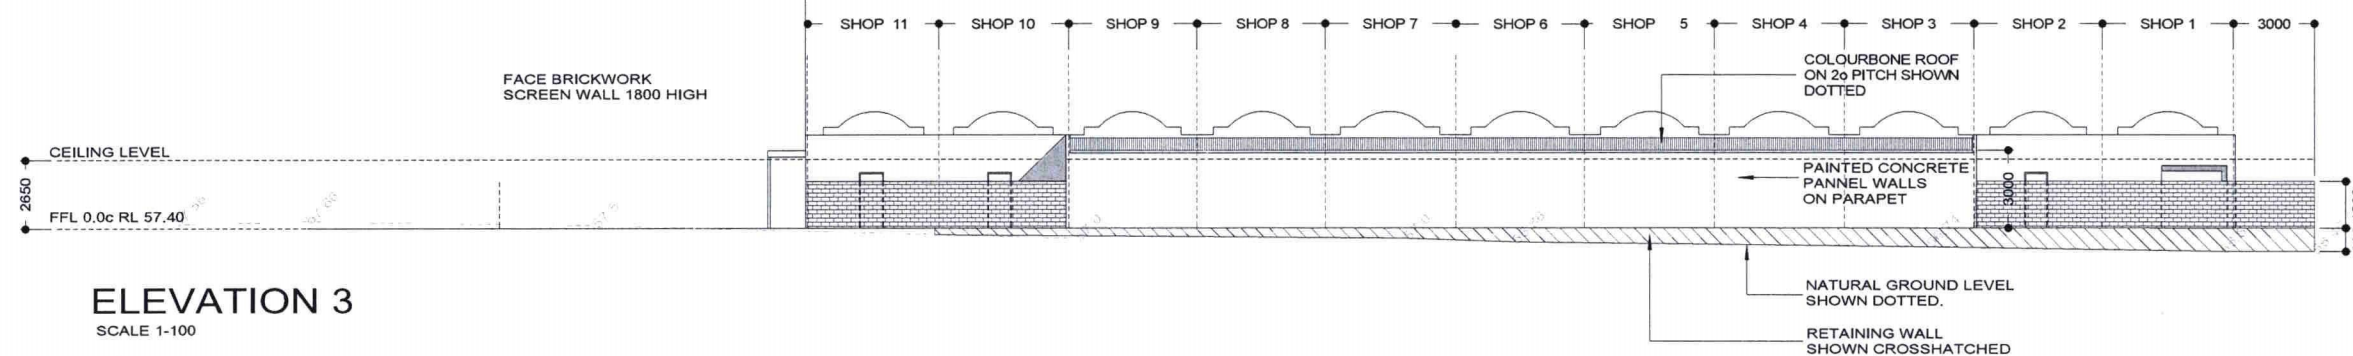 SHOP 11 SHOP 10 SHOP 9 SHOP 8 SHOP 7 SHOP 6 SHOP 5 SHOP 4 SHOP 3 SHOP 2 SHOP 1 3000
FACE BRICKWORK
SCREEN WALL 1800 HIGH
COLOURBONE ROOF
ON 2o PITCH SHOWN
DOTTED
CEILING LEVEL
2650
FFL 0.0c RL 57.40
PAINTED CONCRETE
PANNEL WALLS
ON PARAPET
3000
ELEVATION 3
SCALE 1-100
NATURAL GROUND LEVEL
SHOWN DOTTED.
RETAINING WALL
SHOWN CROSSHATCHED